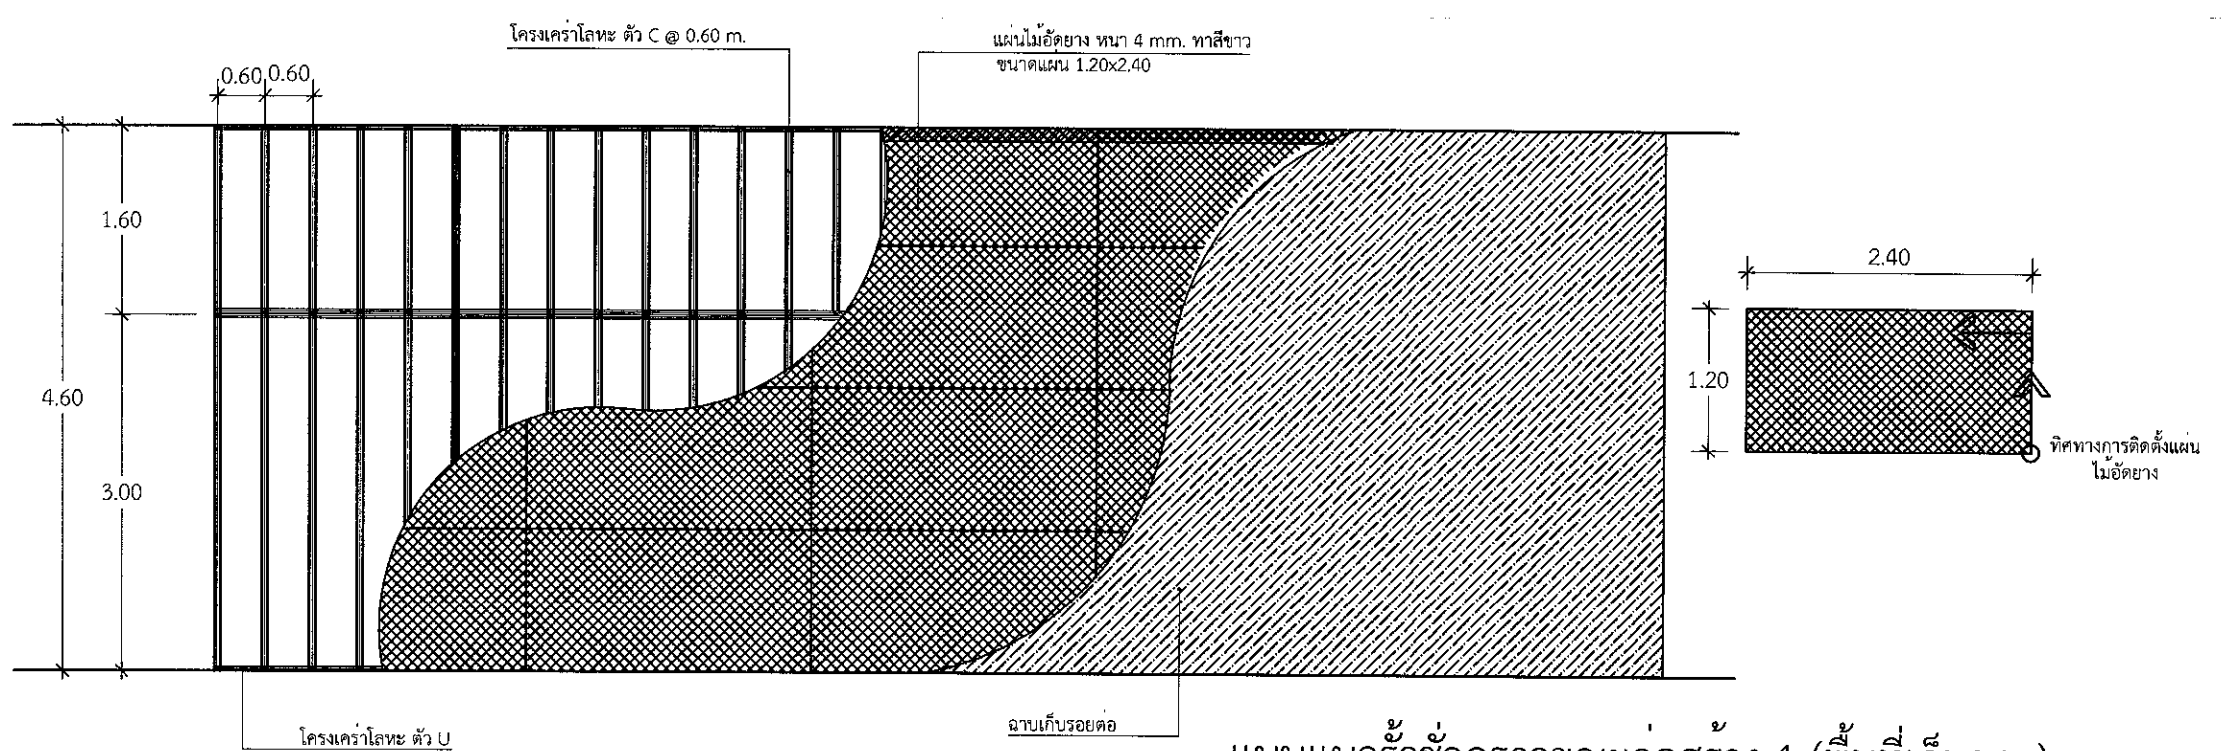 โครงเคร่าโลหะ ตัว C @ 0.60 m.
แผ่นไม้อัดยาง หนา 4 mm. ทาสีขาว
ขนาดแผ่น 1.20x2.40
0.60
0.60
1.60
4.60
3.00
2.40
1.20
ทิศทางการติดตั้งแผ่น
ไม้อัดยาง
โครงเคร่าโลหะ ตัว U
ฉาบเก็บรอยต่อ